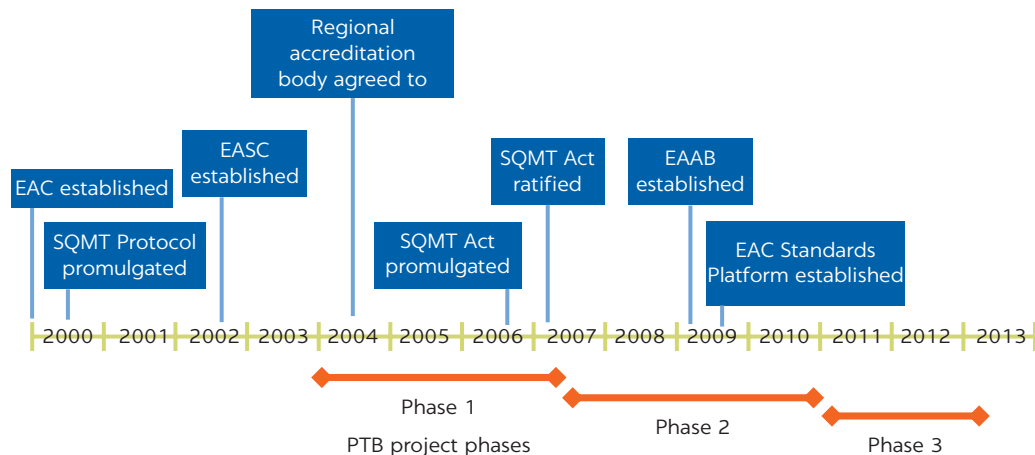 Regional
accreditation
body agreed to
EASC
established
SQMT Act
ratified
EAAB
established
EAC established
SQMT Protocol
promulgated
SQMT Act
promulgated
EAC Standards
Platform established
2000 2001 2002 2003 2004 2005 2006 2007 2008 2009 2010 2011 2012 2013
Phase 1
Phase 2
Phase 3
PTB project phases